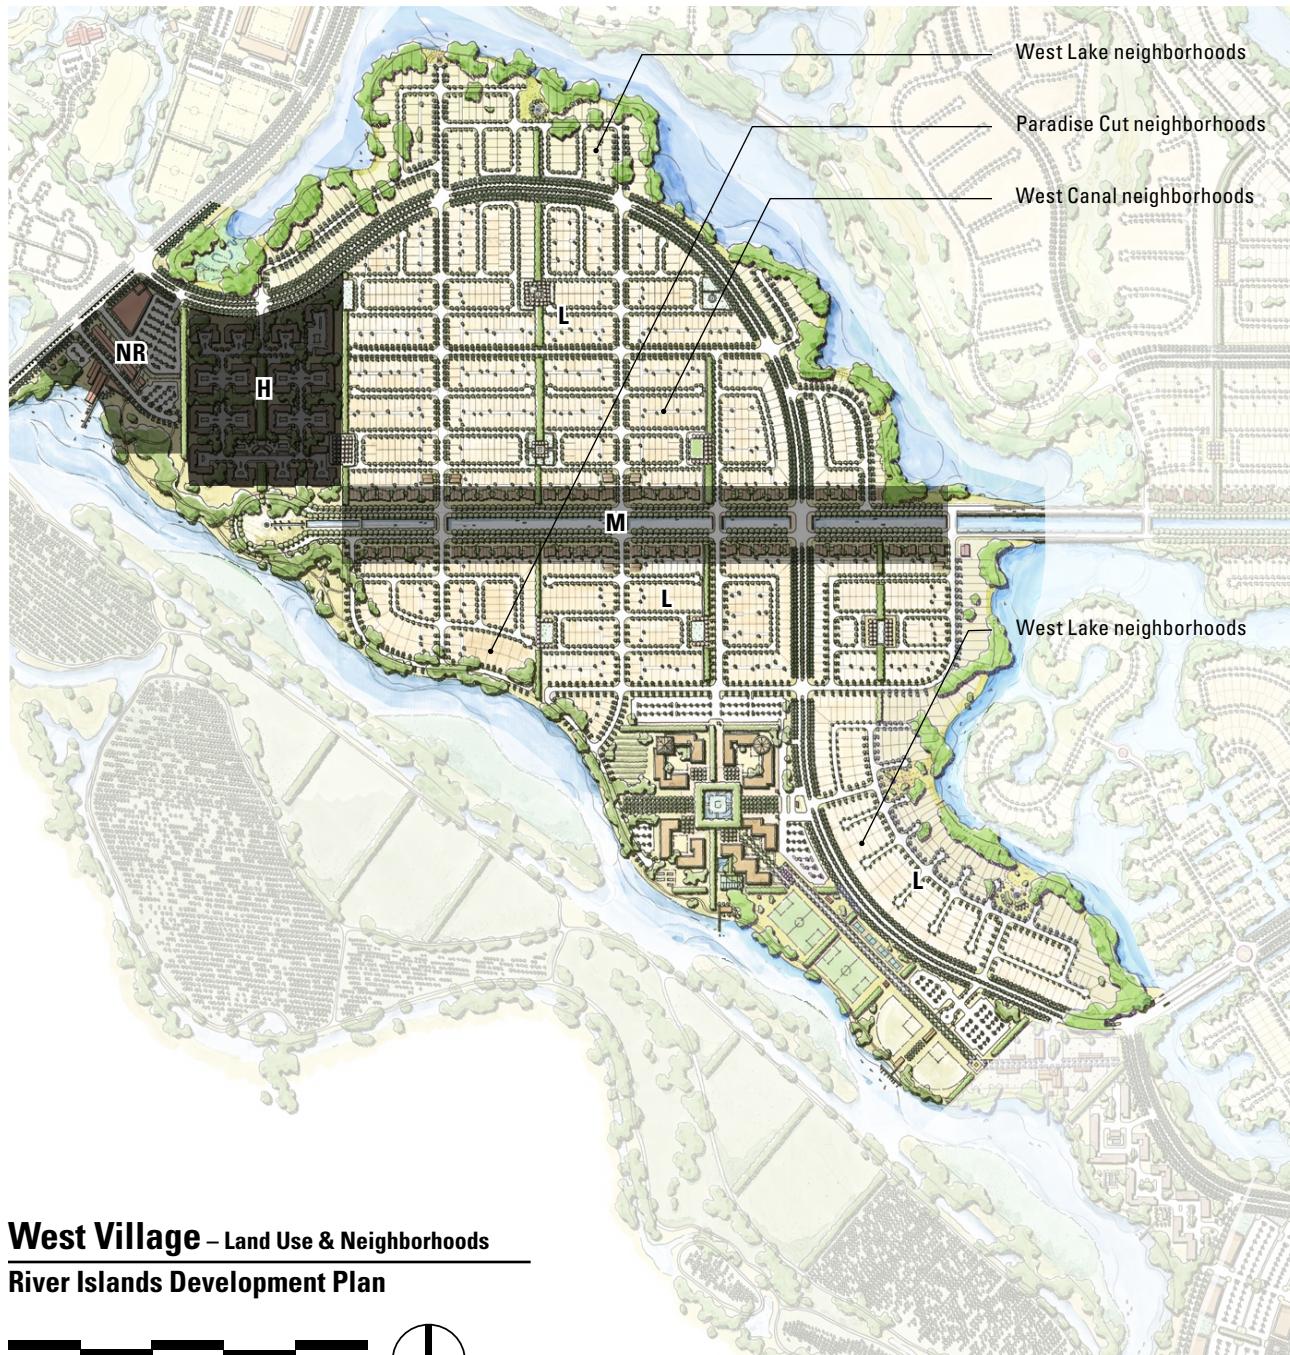 West Lake neighborhoods
Paradise Cut neighborhoods
West Canal neighborhoods
L
NR
H
M
L
West Lake neighborhoods
L
West Village – Land Use & Neighborhoods
River Islands Development Plan